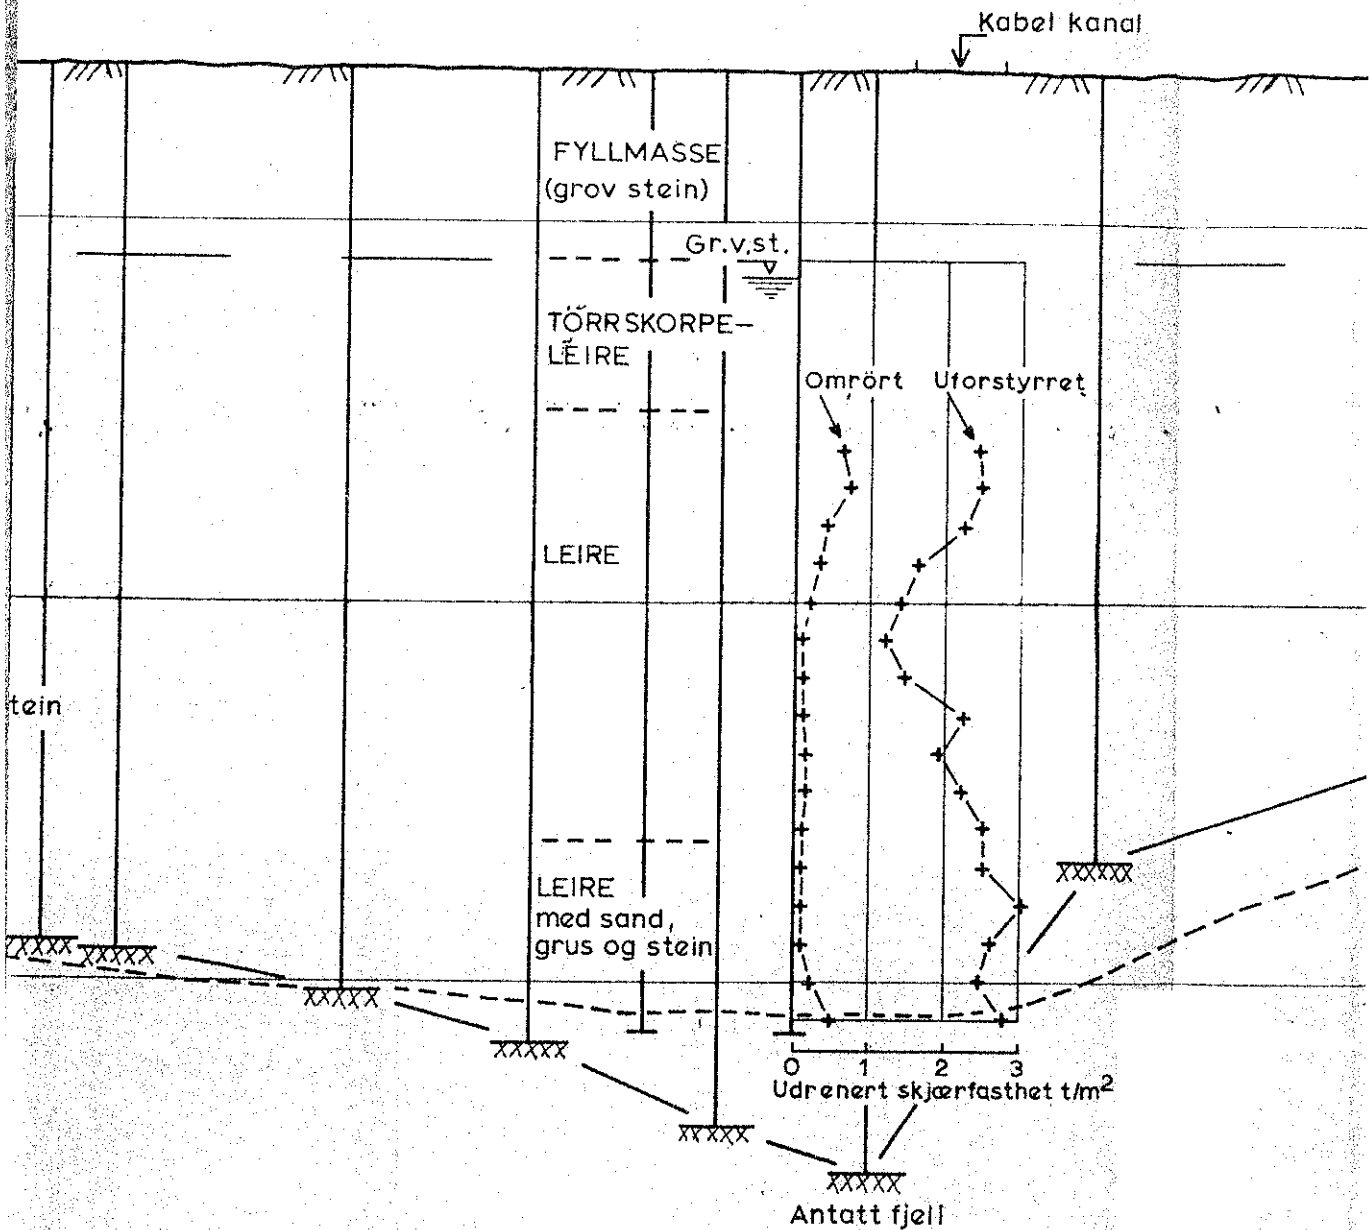 Kabel kanal
FYLLMASSE
(grov stein)
Gr.v.st.
TÖRRSKORPE-
LEIRE
Omrört Uforstyrret
LEIRE
tein
LEIRE
med sand,
grus og stein
0 1 2 3
Udrenert skjærfasthet t/m²
Antatt fjell